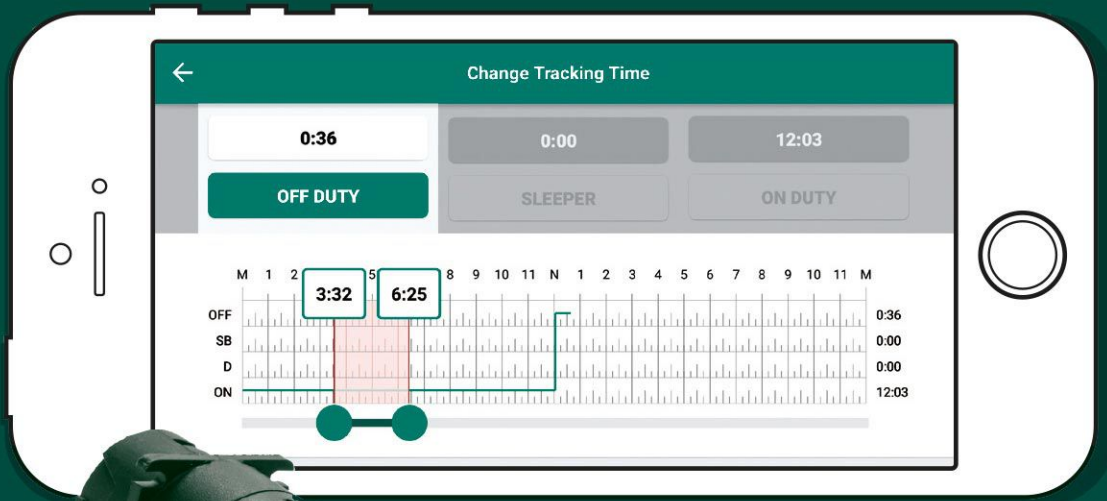 Change Tracking Time
0:36 0:00 12:03
OFF DUTY SLEEPER ON DUTY
M 1 2 5 8 9 10 11 N 1 2 3 4 5 6 7 8 9 10 11 M
3:32 6:25
OFF 0:36
SB 0:00
D 0:00
ON 12:03